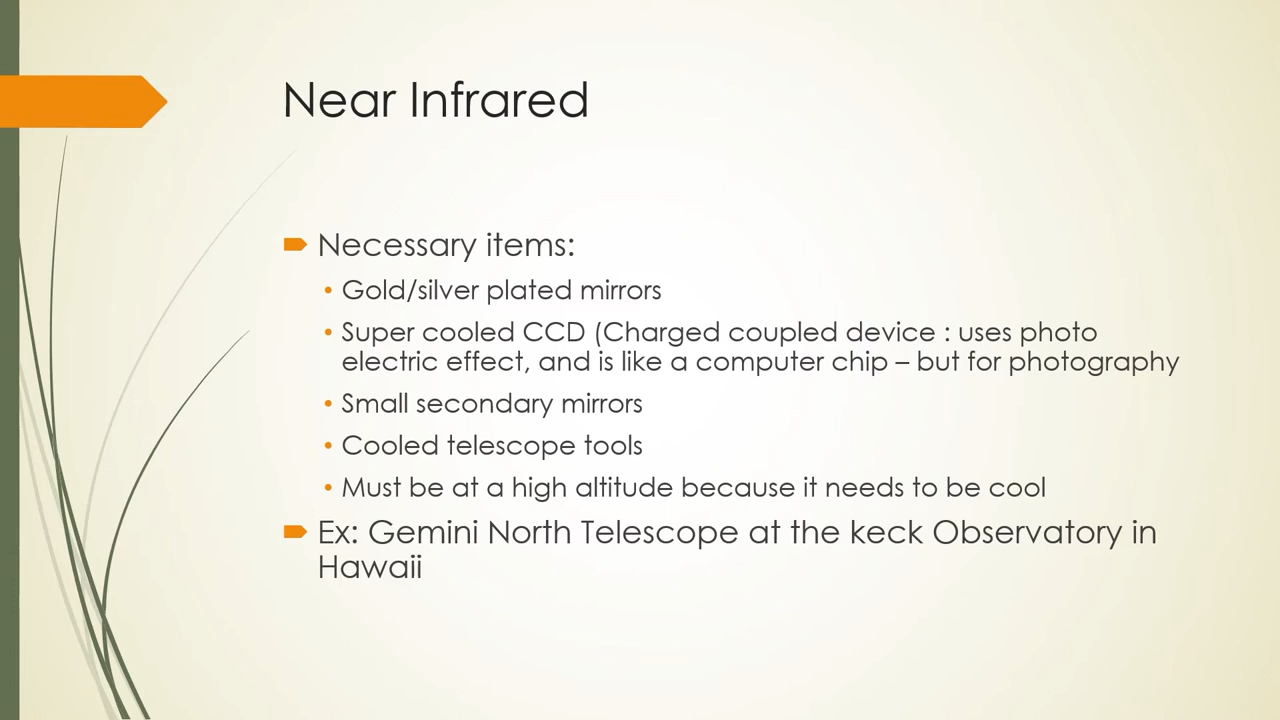 Near Infrared
Necessary items:
• Gold/silver plated mirrors
• Super cooled CCD (Charged coupled device : uses photo
electric effect, and is like a computer chip – but for photography
• Small secondary mirrors
• Cooled telescope tools
• Must be at a high altitude because it needs to be cool
Ex: Gemini North Telescope at the keck Observatory in
Hawaii